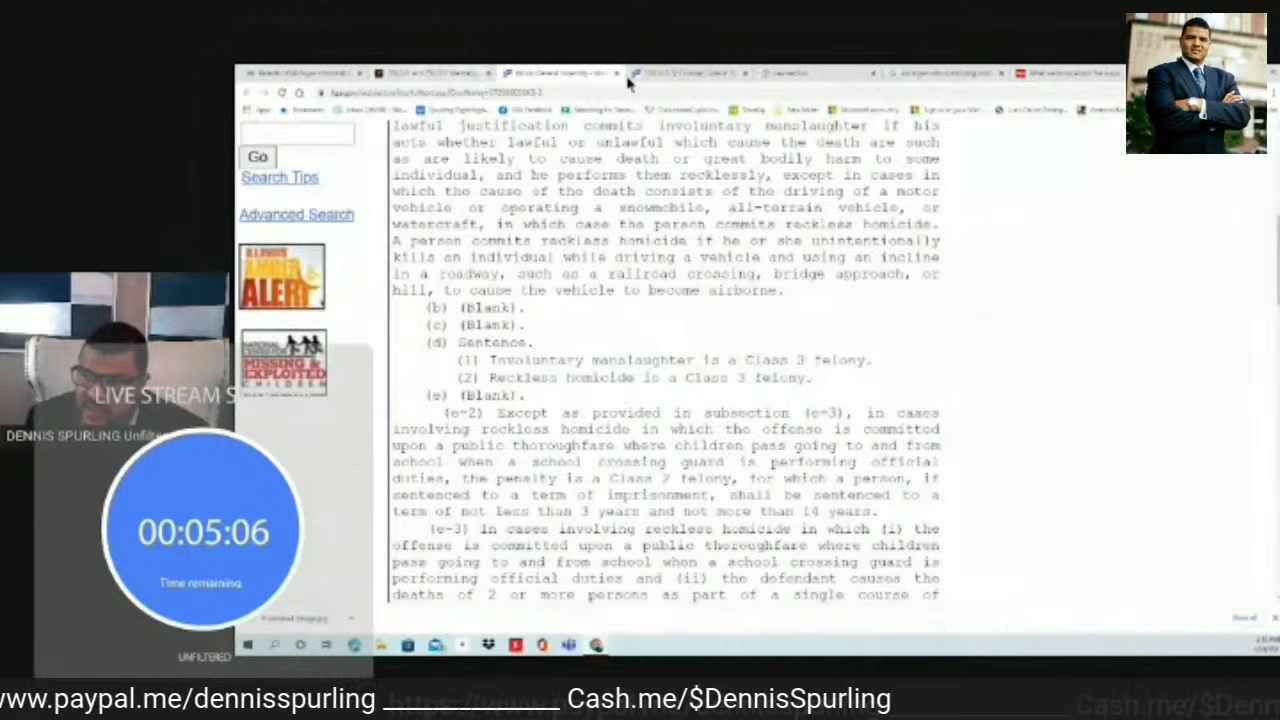 Go
Search Tips
Advanced Search
ILLINOIS
AMBER
ALERT
NATIONAL
CENTER FOR
MISSING &
EXPLOITED
CHILDREN
lawful justification commits involuntary manslaughter if his
acts whether lawful or unlawful which cause the death are such
as are likely to cause death or great bodily harm to some
individual, and he performs them recklessly, except in cases in
which the cause of the death consists of the driving of a motor
vehicle or operating a snowmobile, all-terrain vehicle, or
watercraft, in which case the person commits reckless homicide.
A person commits reckless homicide if he or she unintentionally
kills an individual while driving a vehicle and using an incline
in a roadway, such as a railroad crossing, bridge approach, or
hill, to cause the vehicle to become airborne.
(b) (Blank).
(c) (Blank).
(d) Sentence.
(1) Involuntary manslaughter is a Class 3 felony.
(2) Reckless homicide is a Class 3 felony.
(e) (Blank).
(e-2) Except as provided in subsection (e-3), in cases
involving reckless homicide in which the offense is committed
upon a public thoroughfare where children pass going to and from
school when a school crossing guard is performing official
duties, the penalty is a Class 2 felony, for which a person, if
sentenced to a term of imprisonment, shall be sentenced to a
term of not less than 3 years and not more than 14 years.
(e-3) In cases involving reckless homicide in which (i) the
offense is committed upon a public thoroughfare where children
pass going to and from school when a school crossing guard is
performing official duties and (ii) the defendant causes the
deaths of 2 or more persons as part of a single course of
LIVE STREAM S
DENNIS SPURLING
00:05:06
Time remaining
UNFILTERED
www.paypal.me/dennisspurling ____________ Cash.me/$DennisSpurling